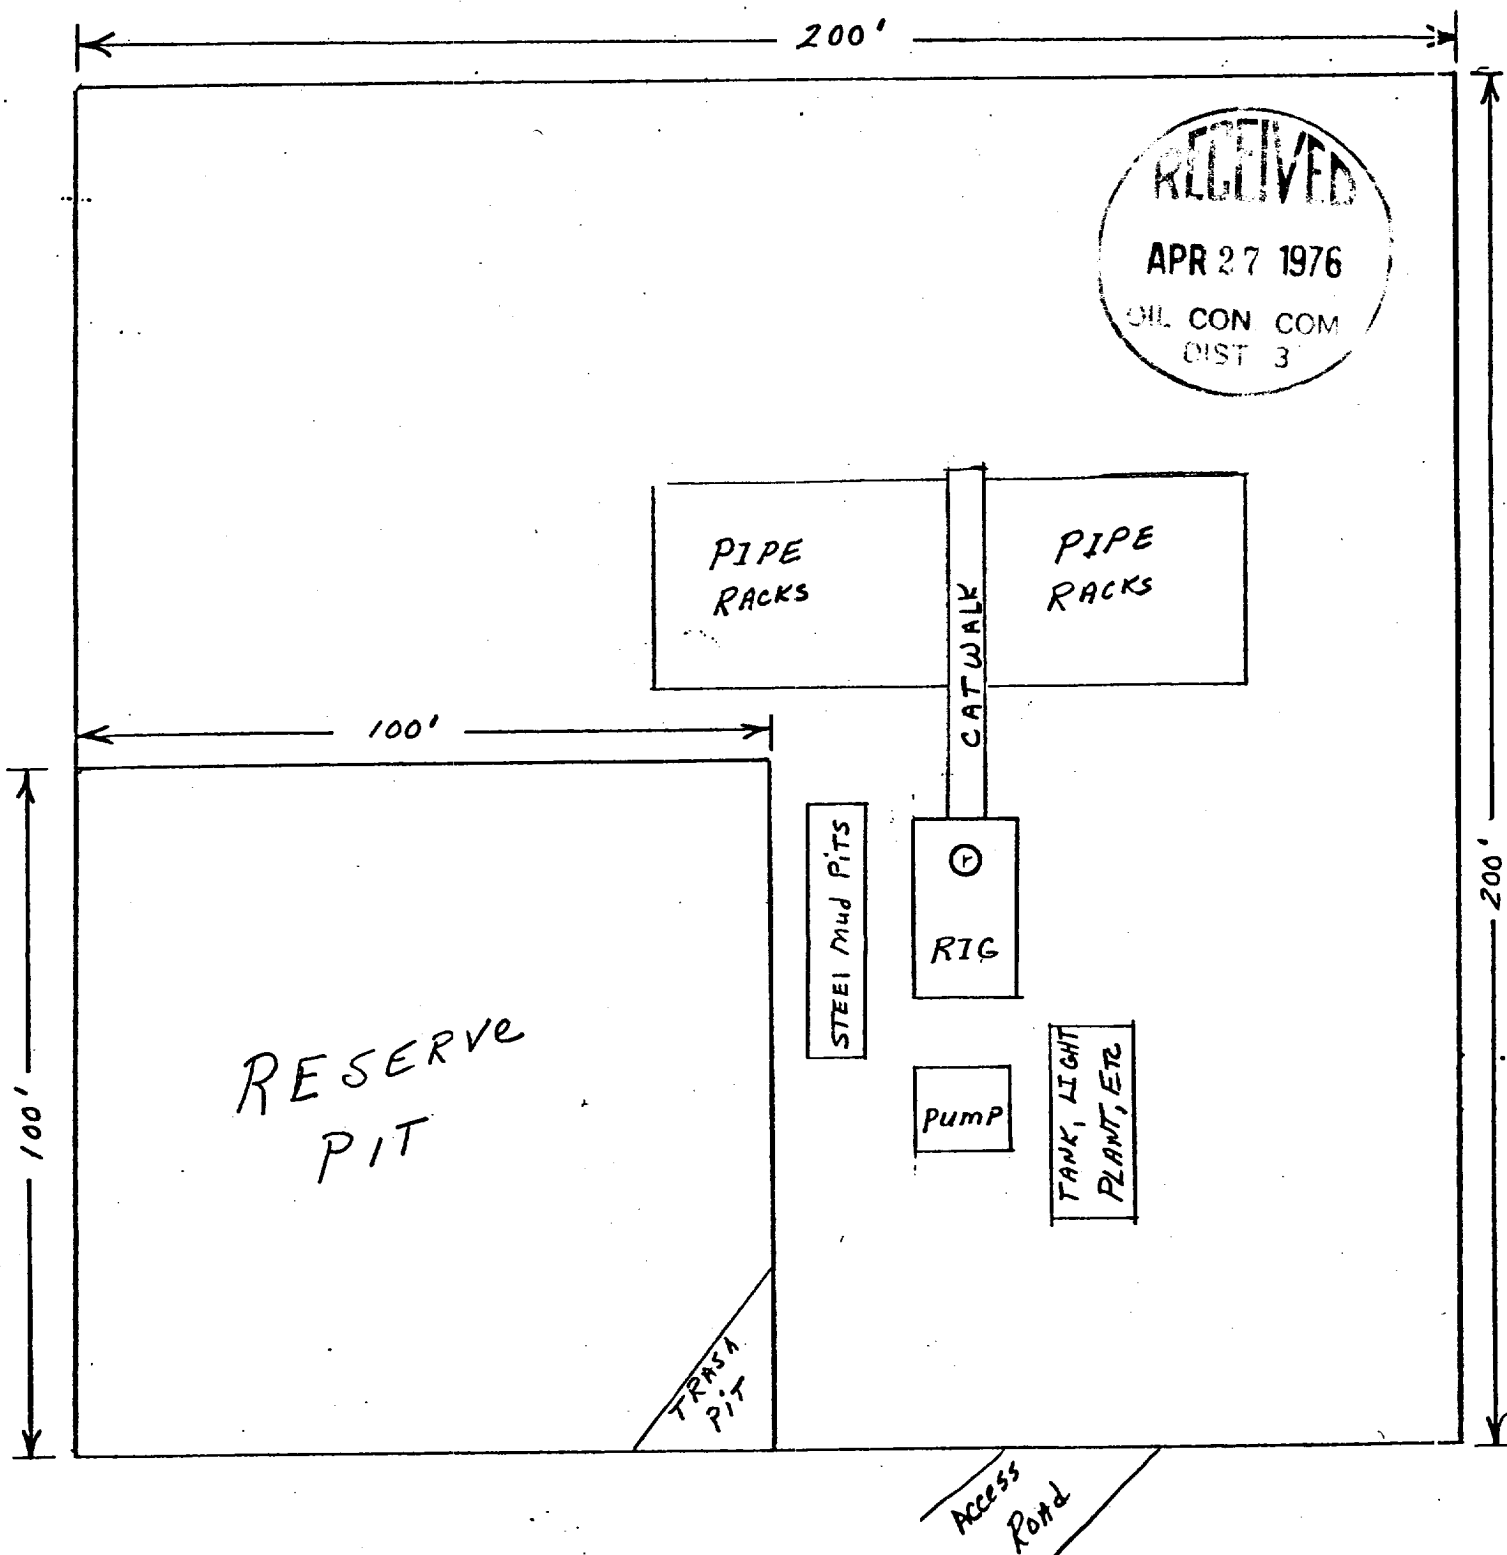 200'
RECEIVED
APR 27 1976
OIL CON COM
DIST 3
PIPE
RACKS
PIPE
RACKS
CATWALK
100'
STEEl Mud PiTS
RIG
200'
RESERVe
PIT
100'
PumP
TANK, LIGHT
PLANT, ETC
TRASH
PiT
Access
ROAd